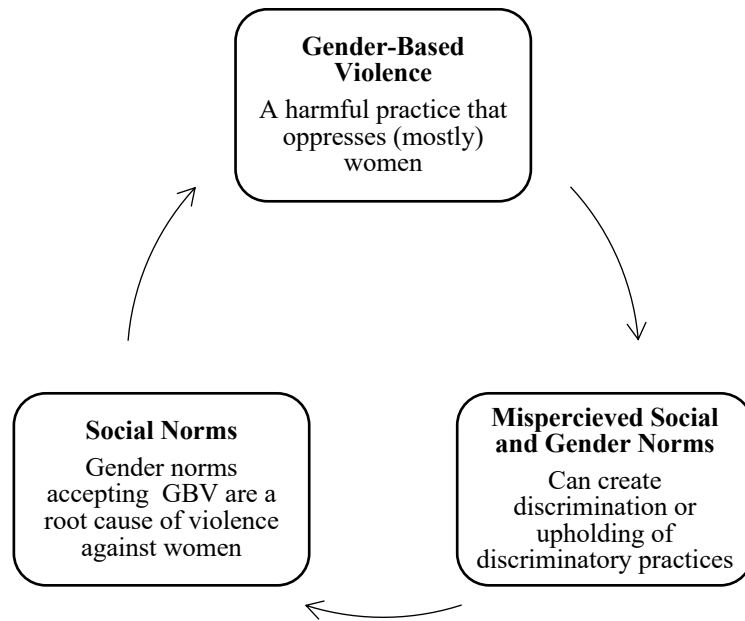 Gender-Based
Violence
A harmful practice that
oppresses (mostly)
women
Mispercieved Social
and Gender Norms
Can create
discrimination or
upholding of
discriminatory practices
Social Norms
Gender norms
accepting  GBV are a
root cause of violence
against women